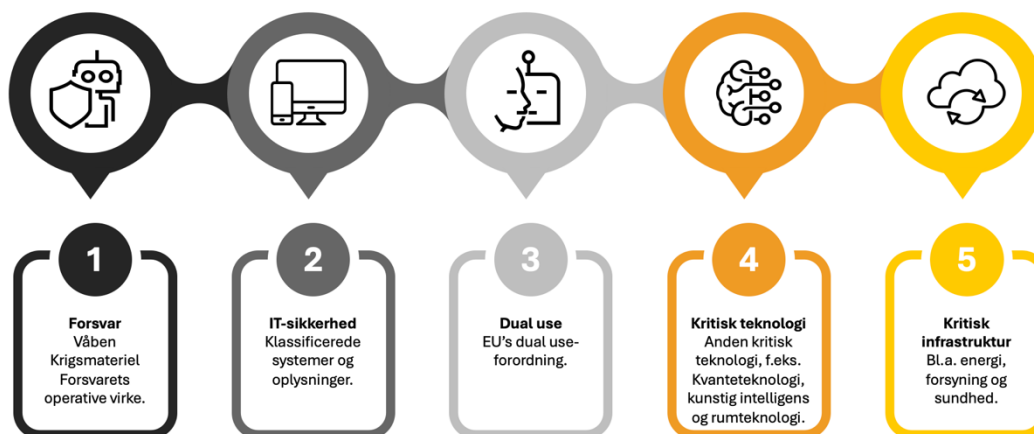 1
Forsvar
Våben
Krigsmateriel
Forsvarets
operative virke.
2
IT-sikkerhed
Klassificerede
systemer og
oplysninger.
3
Dual use
EU's dual use-
forordning.
4
Kritisk teknologi
Anden kritisk
teknologi, f.eks.
Kvanteteknologi,
kunstig intelligens
og rumteknologi.
5
Kritisk
infrastruktur
Bl.a. energi,
forsyning og
sundhed.